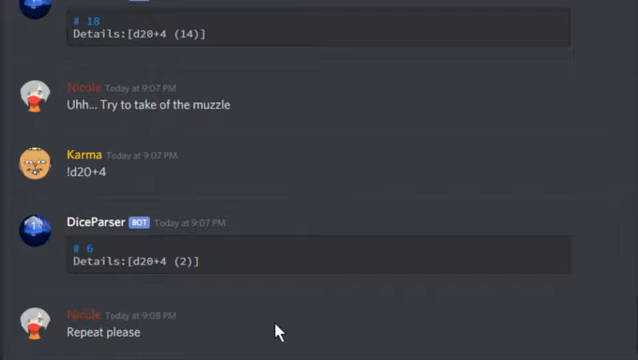 # 18
Details:[d20+4 (14)]
Nicole Today at 9:07 PM
Uhh... Try to take of the muzzle
Karma Today at 9:07 PM
!d20+4
DiceParser BOT Today at 9:07 PM
# 6
Details:[d20+4 (2)]
Nicole Today at 9:08 PM
Repeat please